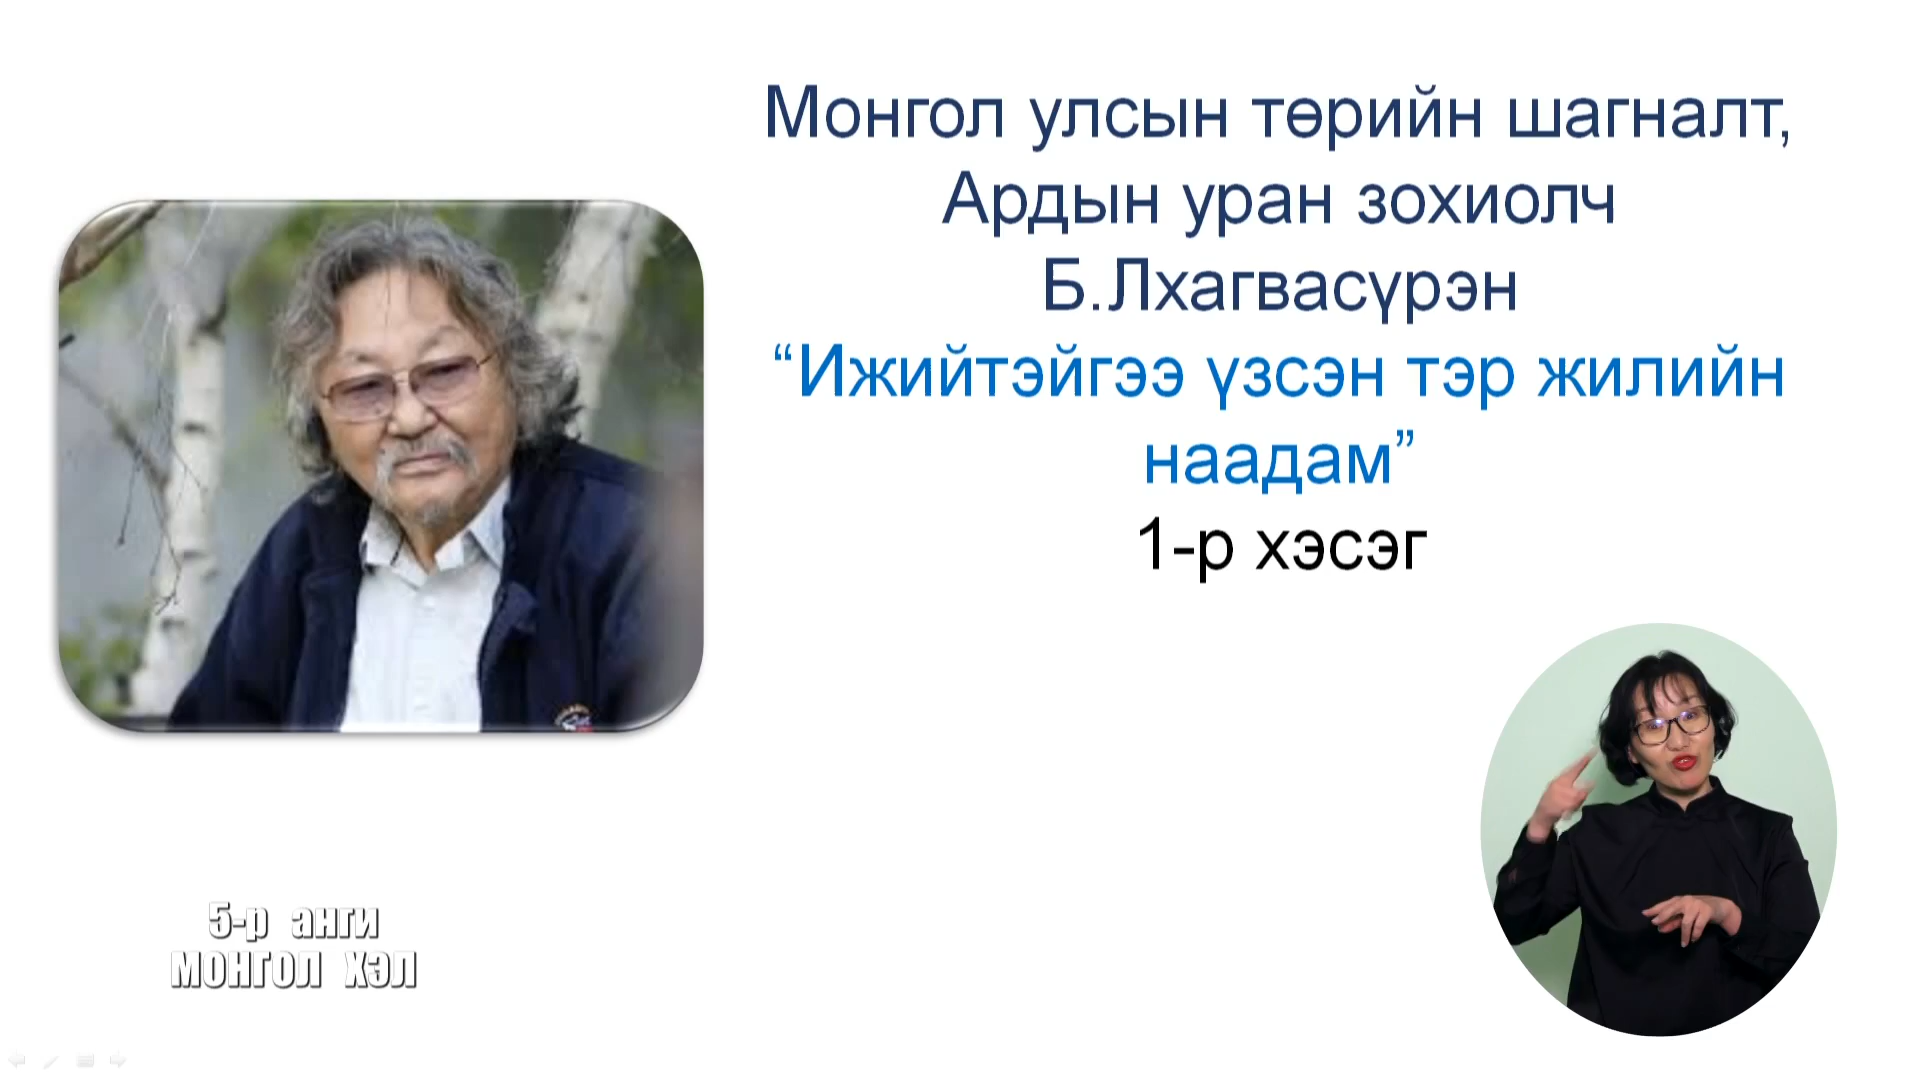 Монгол улсын төрийн шагналт,
Ардын уран зохиолч
Б.Лхагвасүрэн
“Ижийтэйгээ үзсэн тэр жилийн
наадам”
1-р хэсэг
5-р анги
МОНГОЛ ХЭЛ